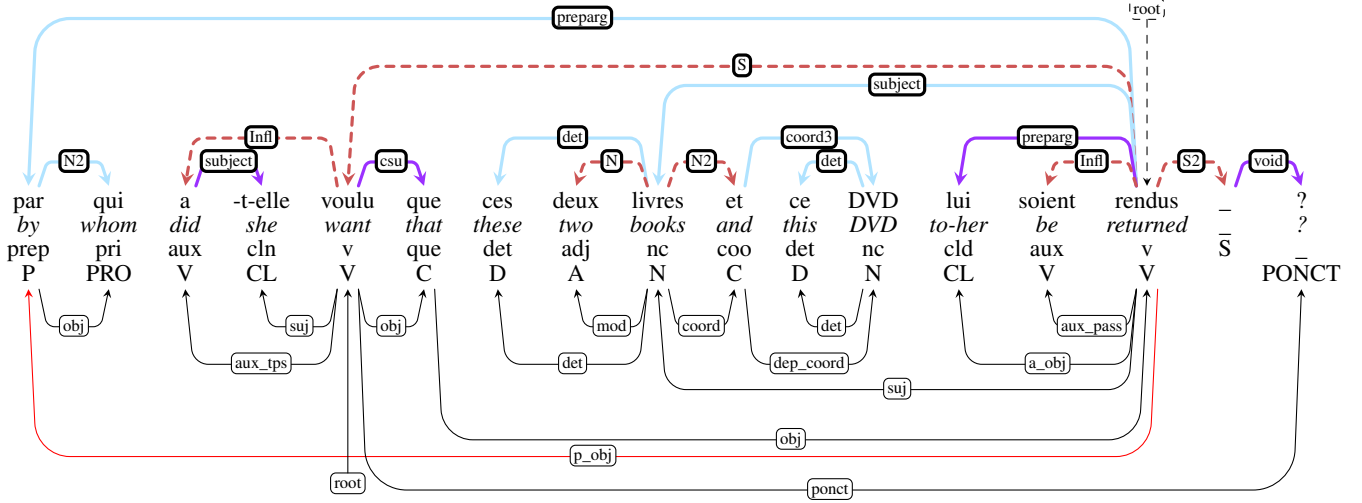 root
preparg
S
subject
Infl det coord3 preparg
N2 subject csu N N2 det Infl S2 void
par qui a -t-elle voulu que ces deux livres et ce DVD lui soient rendus _ ?
by whom did she want that these two books and this DVD to-her be returned _ ?
prep pri aux cln v que det adj nc coo det nc cld aux v S _
P PRO V CL V C D A N C D N CL V V PONCT
obj suj obj mod coord det aux_pass
aux_tps det dep_coord a_obj
suj
obj
p_obj
root ponct